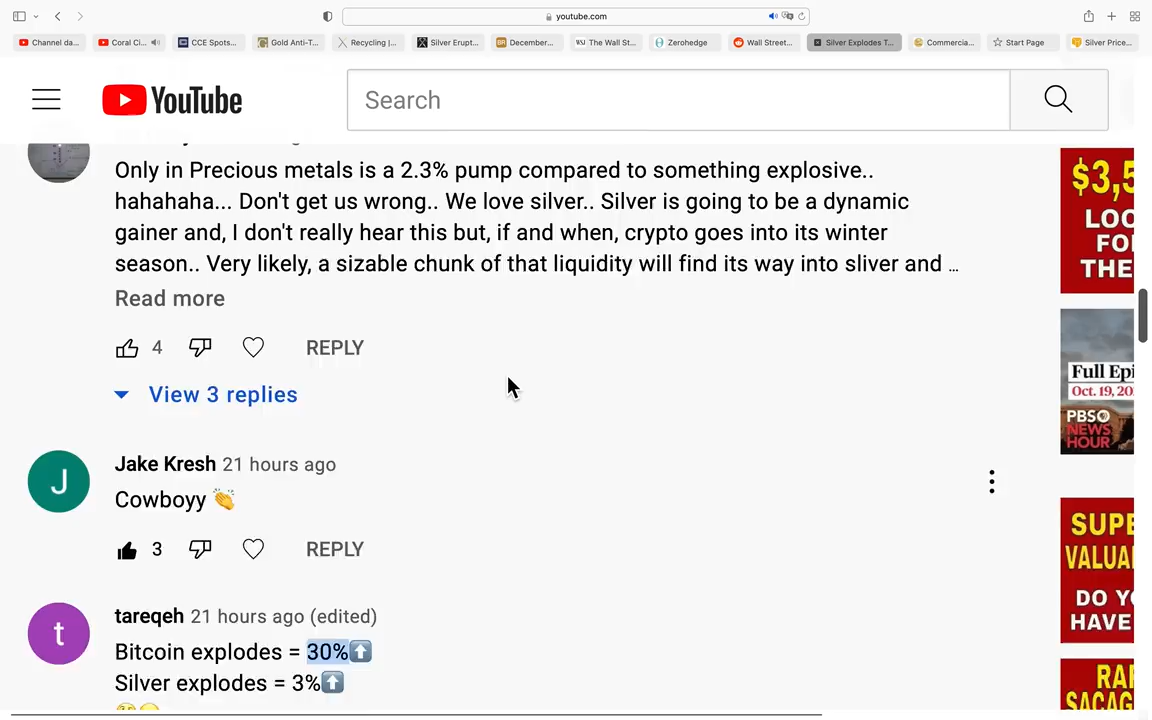 youtube.com
Channel da...
Coral Ci...
CCE Spots...
Gold Anti-T...
Recycling |...
Silver Erupt...
BR
December...
WSJ
The Wall St...
Zerohedge
Wall Street...
Silver Explodes T...
Commercia...
Start Page
Silver Price...
YouTube
Search
Only in Precious metals is a 2.3% pump compared to something explosive..
hahahaha... Don't get us wrong.. We love silver.. Silver is going to be a dynamic
gainer and, I don't really hear this but, if and when, crypto goes into its winter
season.. Very likely, a sizable chunk of that liquidity will find its way into sliver and ...
Read more
4
REPLY
View 3 replies
J
Jake Kresh 21 hours ago
Cowboyy 👏
3
REPLY
t
tareqeh 21 hours ago (edited)
Bitcoin explodes = 30%⬆️
Silver explodes = 3%⬆️
$3,5
LOO
FO
THE
Full Epi
Oct. 19, 20
PBS
NEWS
HOUR
SUPE
VALUA
DO Y
HAVE
RA
SACAG